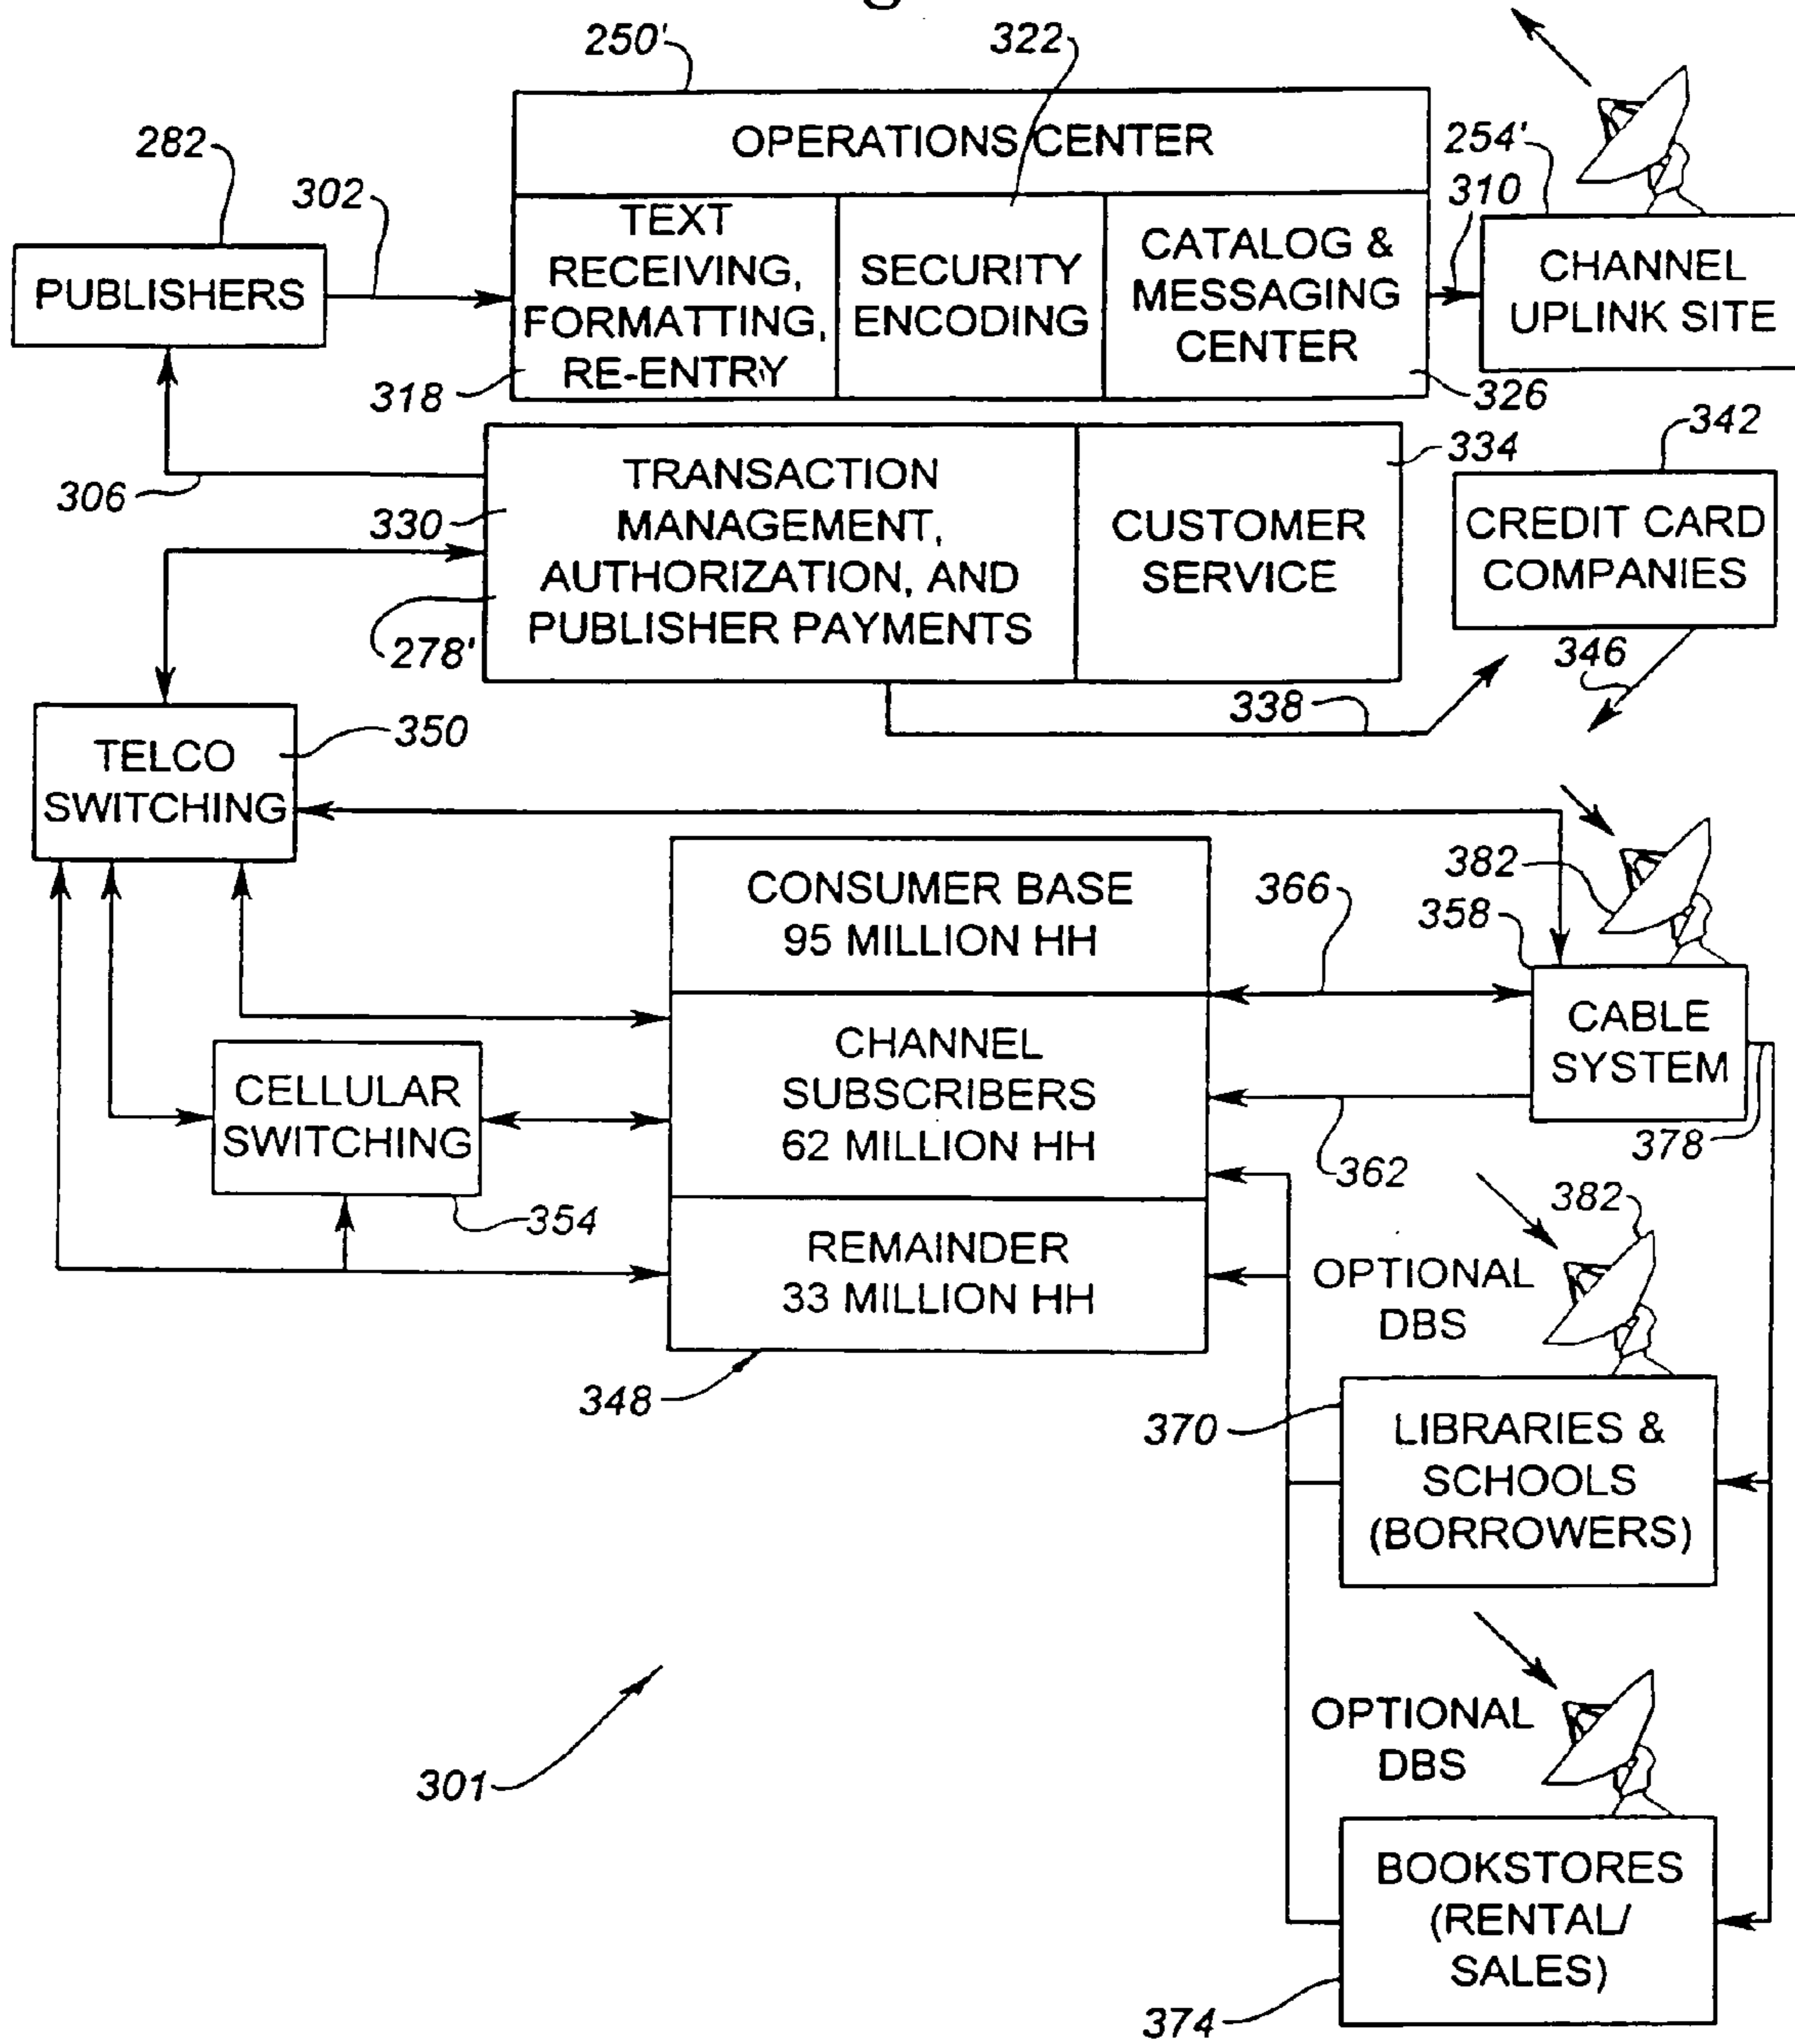 250'
322
282
302
OPERATIONS CENTER
254'
310
PUBLISHERS
TEXT
RECEIVING,
FORMATTING,
RE-ENTRY
SECURITY
ENCODING
CATALOG &
MESSAGING
CENTER
CHANNEL
UPLINK SITE
318
326
342
334
306
330
TRANSACTION
MANAGEMENT,
AUTHORIZATION, AND
PUBLISHER PAYMENTS
CUSTOMER
SERVICE
CREDIT CARD
COMPANIES
278'
346
338
TELCO
SWITCHING
350
CONSUMER BASE
95 MILLION HH
366
382
358
CHANNEL
SUBSCRIBERS
62 MILLION HH
CABLE
SYSTEM
CELLULAR
SWITCHING
378
362
354
382
REMAINDER
33 MILLION HH
OPTIONAL
DBS
348
370
LIBRARIES &
SCHOOLS
(BORROWERS)
OPTIONAL
DBS
301
BOOKSTORES
(RENTAL/
SALES)
374